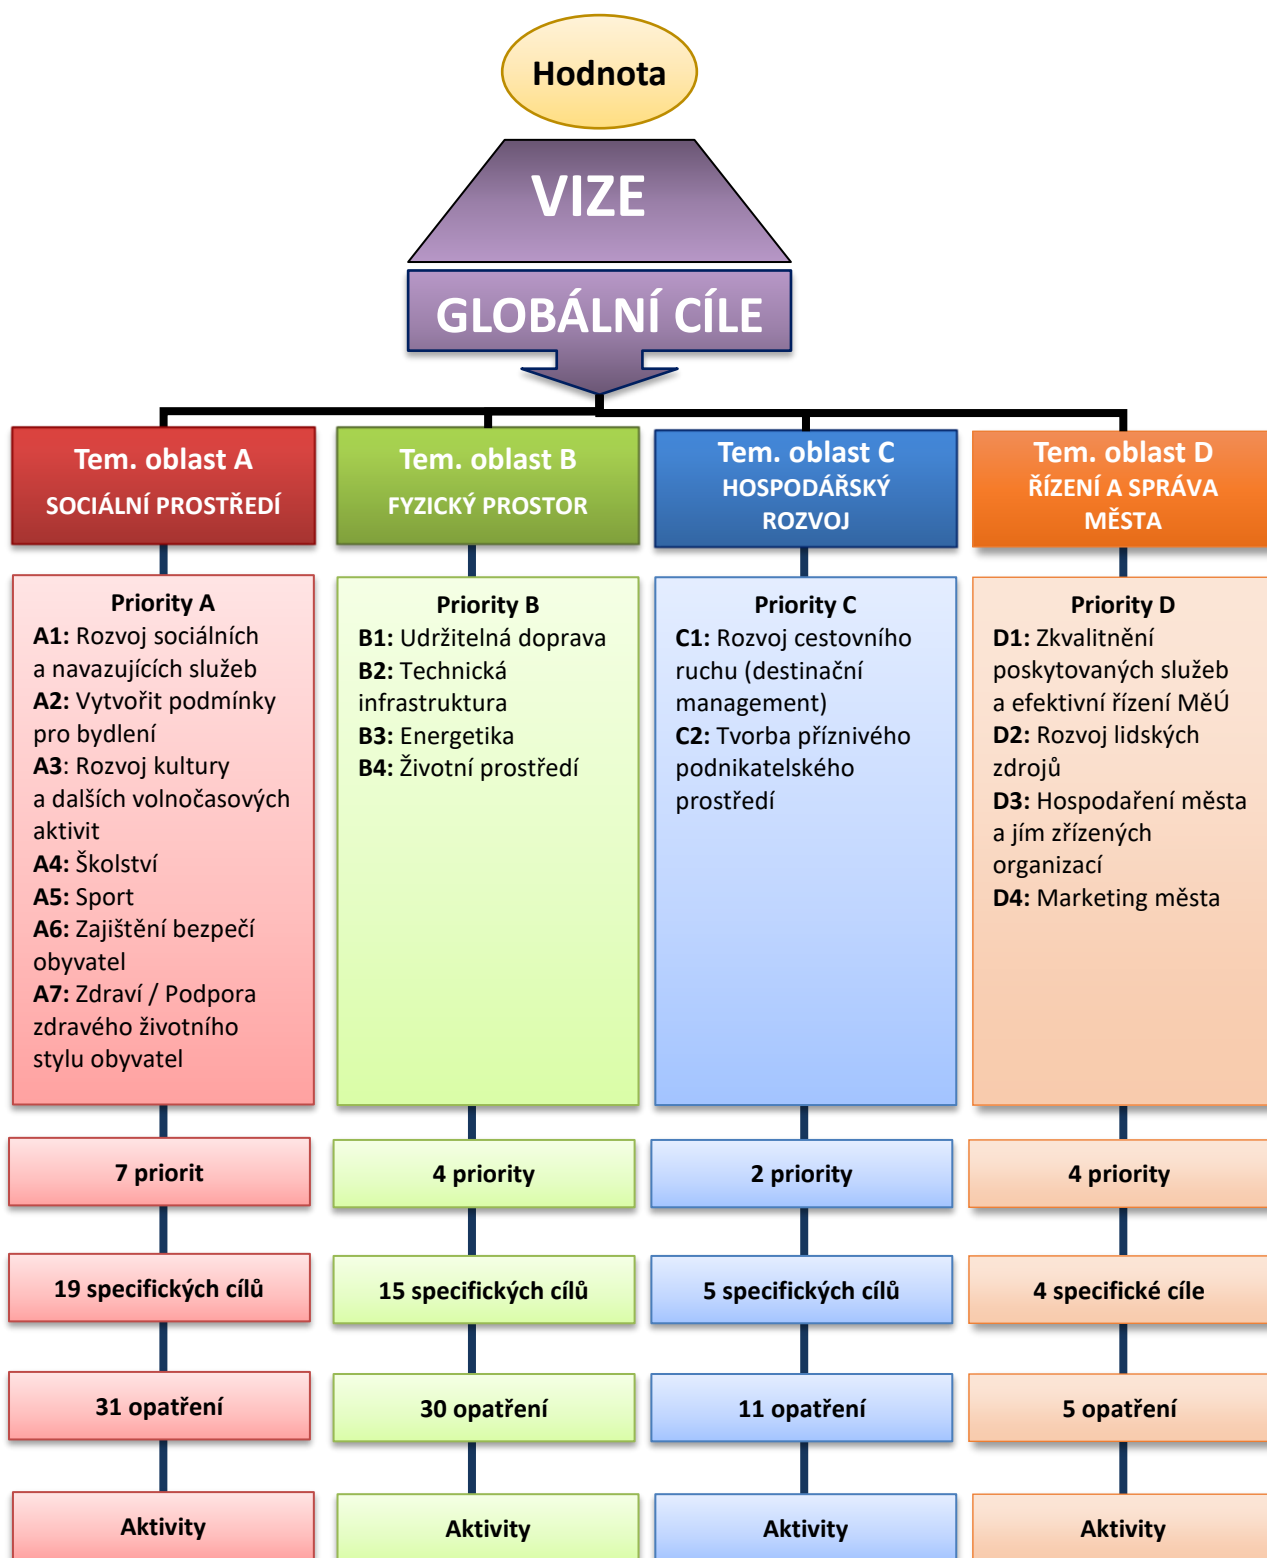 Hodnota
VIZE
GLOBÁLNÍ CÍLE
Tem. oblast A
SOCIÁLNÍ PROSTŘEDÍ
Tem. oblast B
FYZICKÝ PROSTOR
Tem. oblast C
HOSPODÁŘSKÝ
ROZVOJ
Tem. oblast D
ŘÍZENÍ A SPRÁVA
MĚSTA
Priority A
A1: Rozvoj sociálních
a navazujících služeb
A2: Vytvořit podmínky
pro bydlení
A3: Rozvoj kultury
a dalších volnočasových
aktivit
A4: Školství
A5: Sport
A6: Zajištění bezpečí
obyvatel
A7: Zdraví / Podpora
zdravého životního
stylu obyvatel
Priority B
B1: Udržitelná doprava
B2: Technická
infrastruktura
B3: Energetika
B4: Životní prostředí
Priority C
C1: Rozvoj cestovního
ruchu (destinační
management)
C2: Tvorba příznivého
podnikatelského
prostředí
Priority D
D1: Zkvalitnění
poskytovaných služeb
a efektivní řízení MěÚ
D2: Rozvoj lidských
zdrojů
D3: Hospodaření města
a jím zřízených
organizací
D4: Marketing města
7 priorit
4 priority
2 priority
4 priority
19 specifických cílů
15 specifických cílů
5 specifických cílů
4 specifické cíle
31 opatření
30 opatření
11 opatření
5 opatření
Aktivity
Aktivity
Aktivity
Aktivity